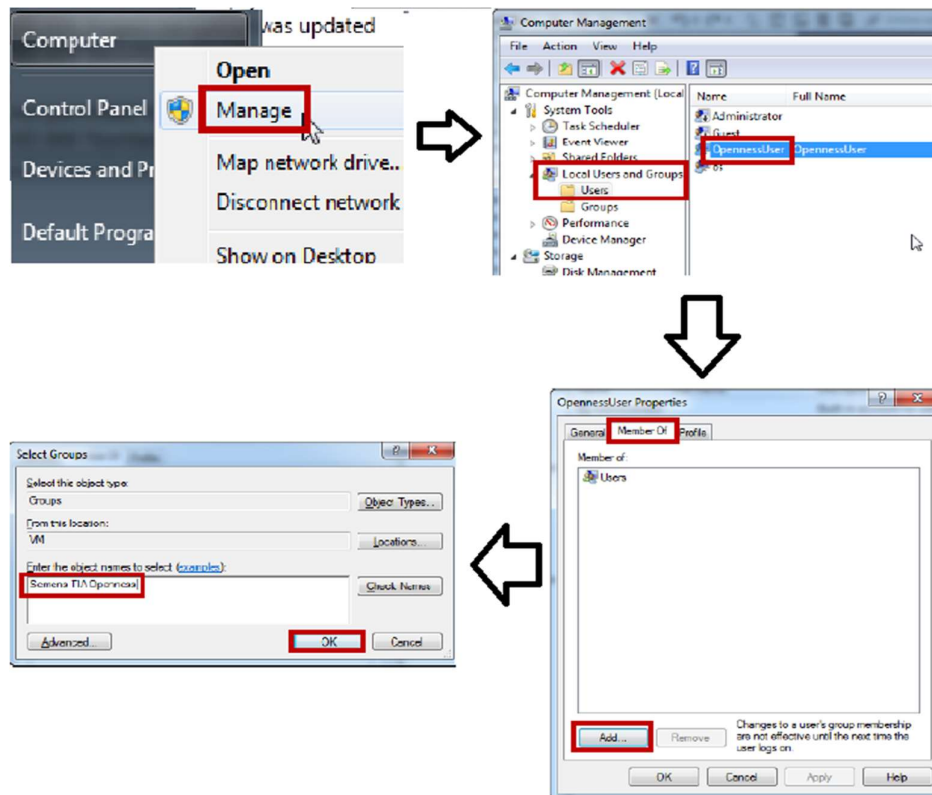 Computer
was updated
Open
Control Panel
Manage
Devices and Pr
Map network drive..
Disconnect network
Default Progra
Show on Desktop
Computer Management
File Action View Help
Computer Management (Local
System Tools
Task Scheduler
Event Viewer
Shared Folders
Local Users and Groups
Users
Groups
Performance
Device Manager
Storage
Disk Management
Name Full Name
Administrator
Guest
OpennessUser OpennessUser
OpennessUser Properties
General Member Of Profile
Member of:
Users
Add... Remove
Changes to a user's group membership
are not effective until the next time the
user logs on.
OK Cancel Apply Help
Select Groups
Select this object type:
Groups Object Types...
From this location:
VM Locations...
Enter the object names to select (examples):
Siemens TIA Openness Check Names
Advanced... OK Cancel